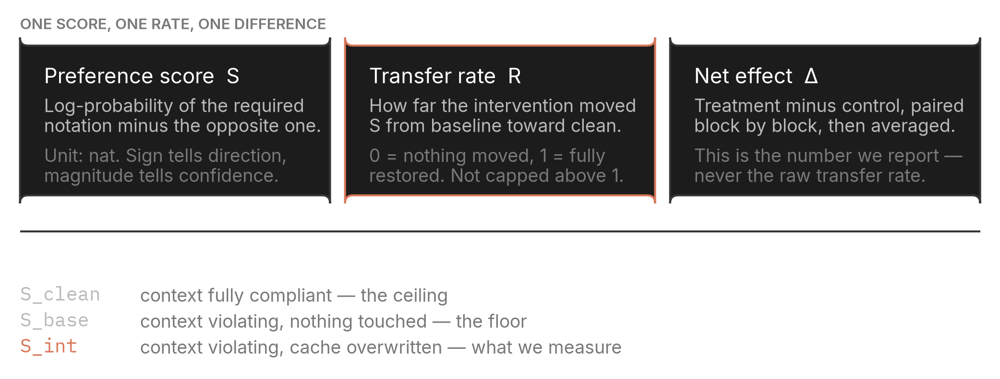 ONE SCORE, ONE RATE, ONE DIFFERENCE
Preference score S
Log-probability of the required
notation minus the opposite one.
Unit: nat. Sign tells direction,
magnitude tells confidence.
Transfer rate R
How far the intervention moved
S from baseline toward clean.
0 = nothing moved, 1 = fully
restored. Not capped above 1.
Net effect Δ
Treatment minus control, paired
block by block, then averaged.
This is the number we report —
never the raw transfer rate.
S_clean context fully compliant — the ceiling
S_base context violating, nothing touched — the floor
S_int context violating, cache overwritten — what we measure